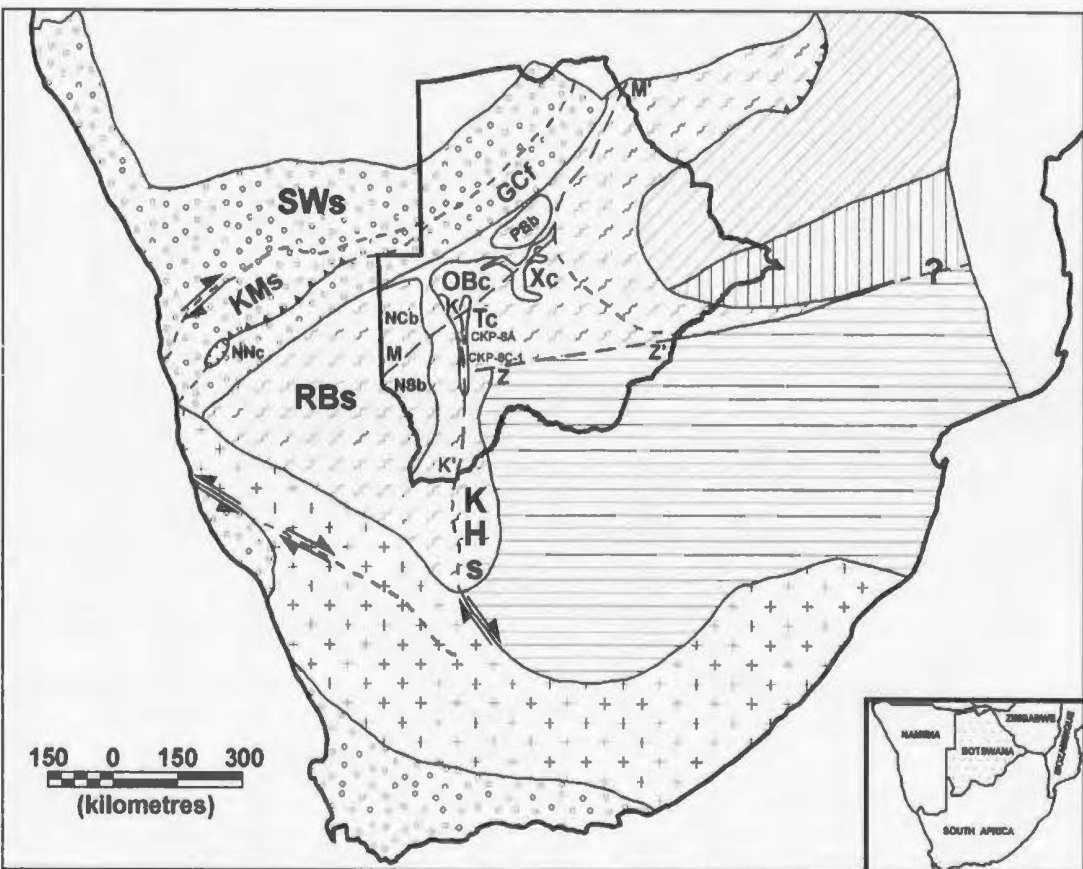 M'
SWs
GCf
PSb
OBc
Xc
?
KMs
K
NCb
Tc
CKP-8A
M
Z'
NNc
CKP-8C-1
NSb
Z
RBs
K'
K
H
S
150 0 150 300
(kilometres)
NAMIBIA
ZIMBABWE
BOTSWANA
MOZAMBIQUE
SOUTH AFRICA